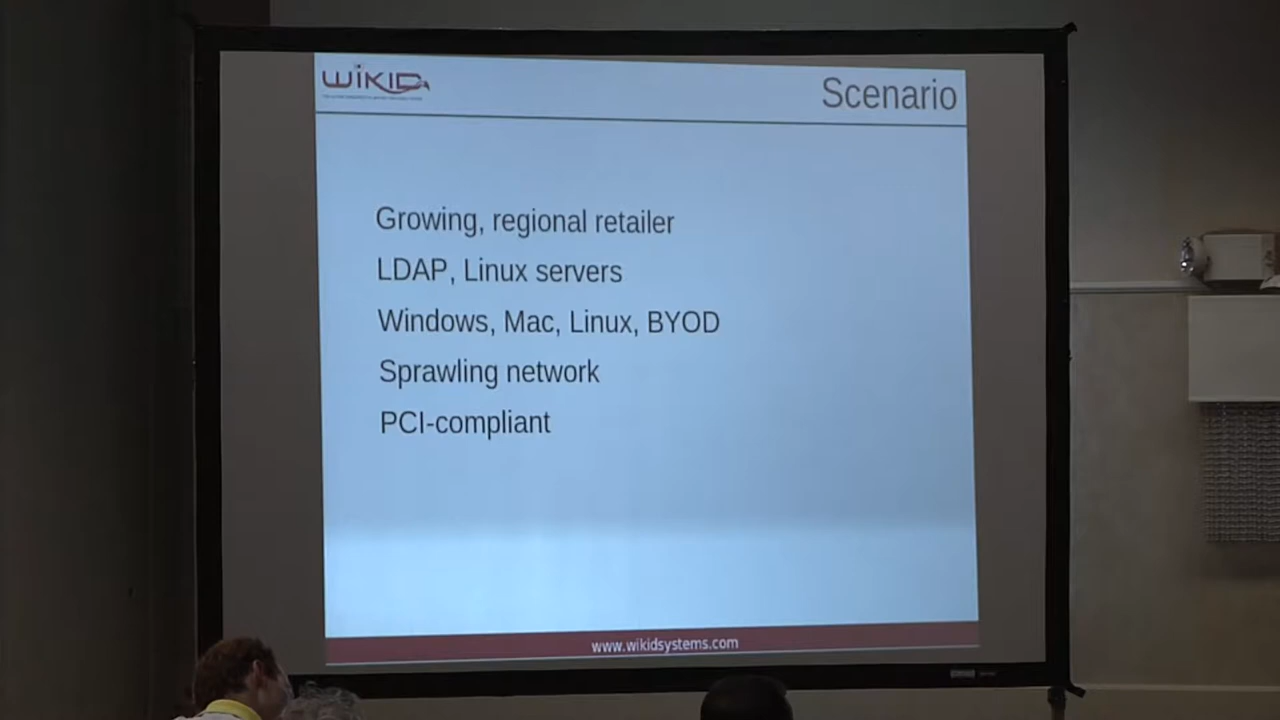 WiKID
Scenario
Growing, regional retailer
LDAP, Linux servers
Windows, Mac, Linux, BYOD
Sprawling network
PCI-compliant
www.wikidsystems.com